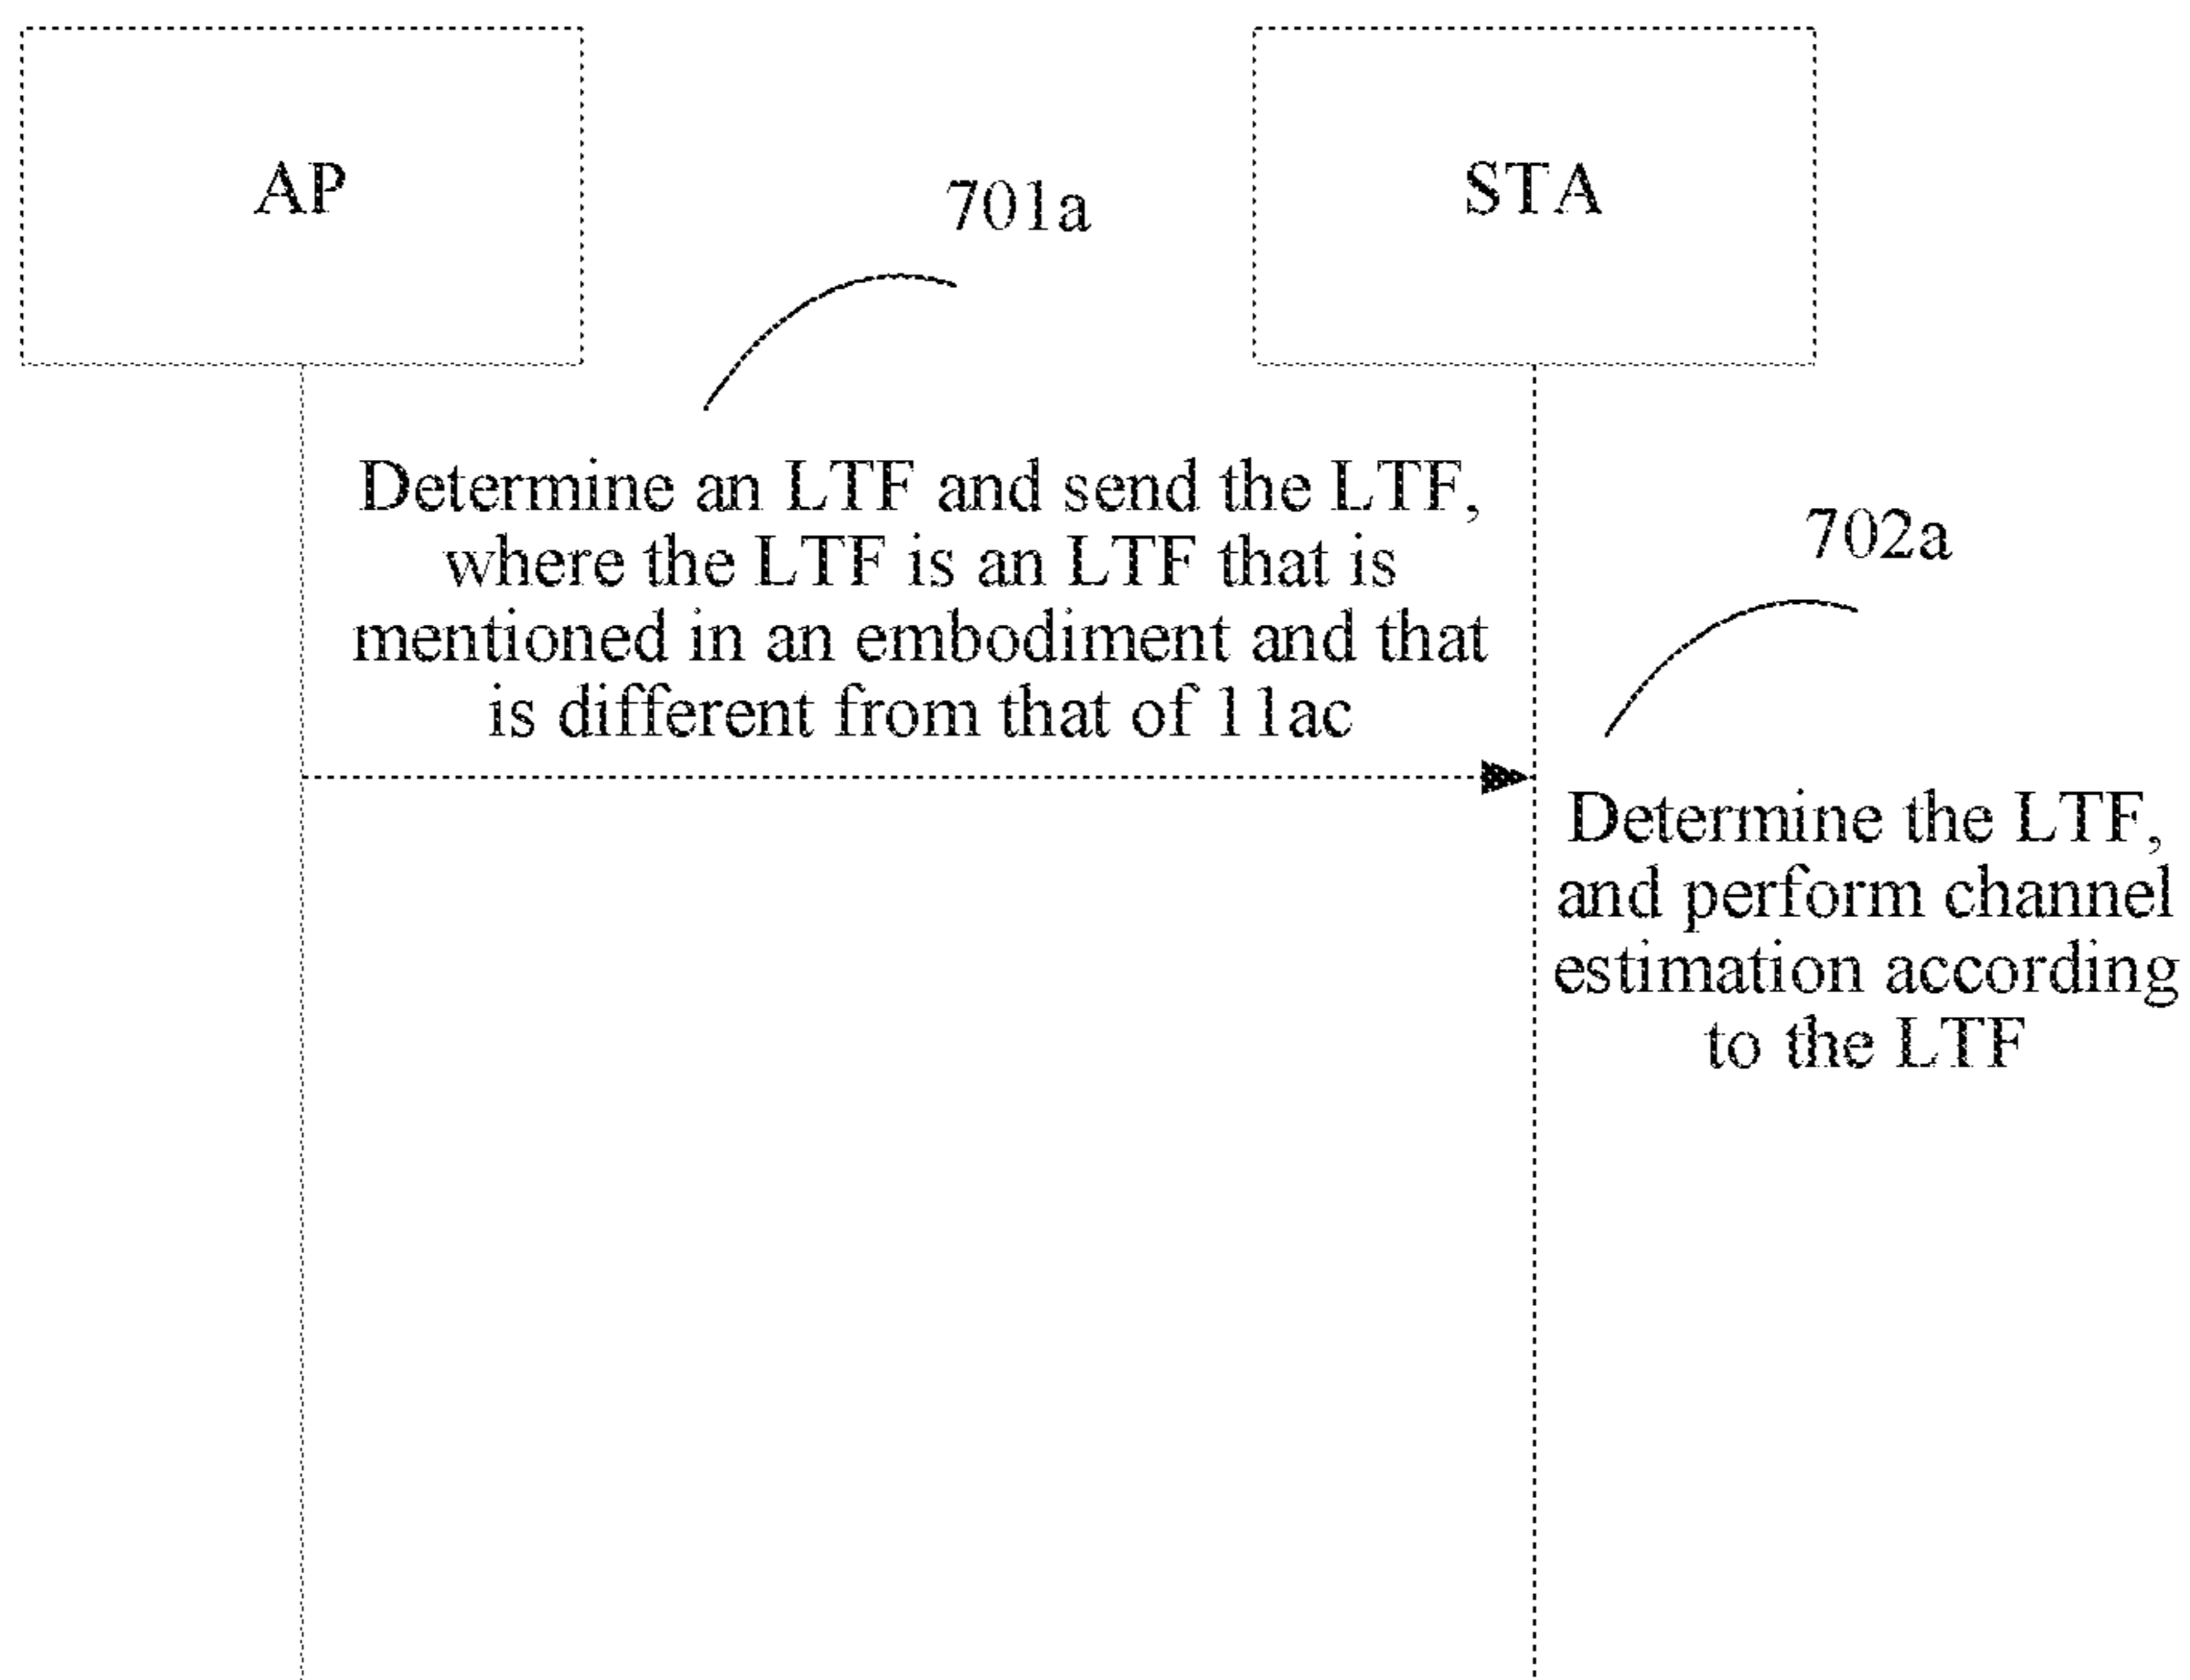 AP
STA
701a
Determine an LTF and send the LTF,
where the LTF is an LTF that is
mentioned in an embodiment and that
is different from that of 11ac
702a
Determine the LTF,
and perform channel
estimation according
to the LTF